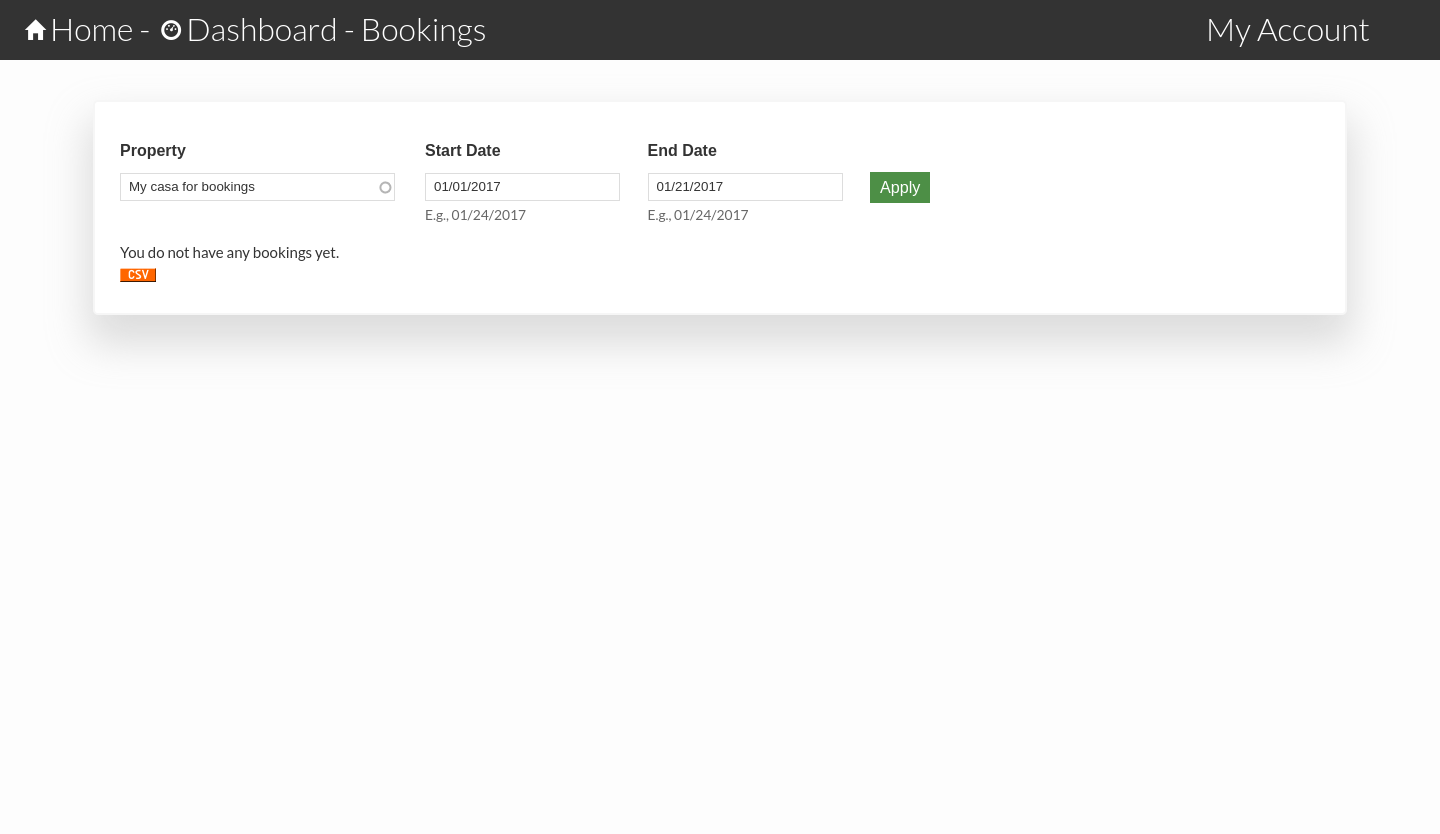 Home - Dashboard - Bookings
My Account
Property
Start Date
End Date
My casa for bookings
01/01/2017
01/21/2017
Apply
E.g., 01/24/2017
E.g., 01/24/2017
You do not have any bookings yet.
CSV